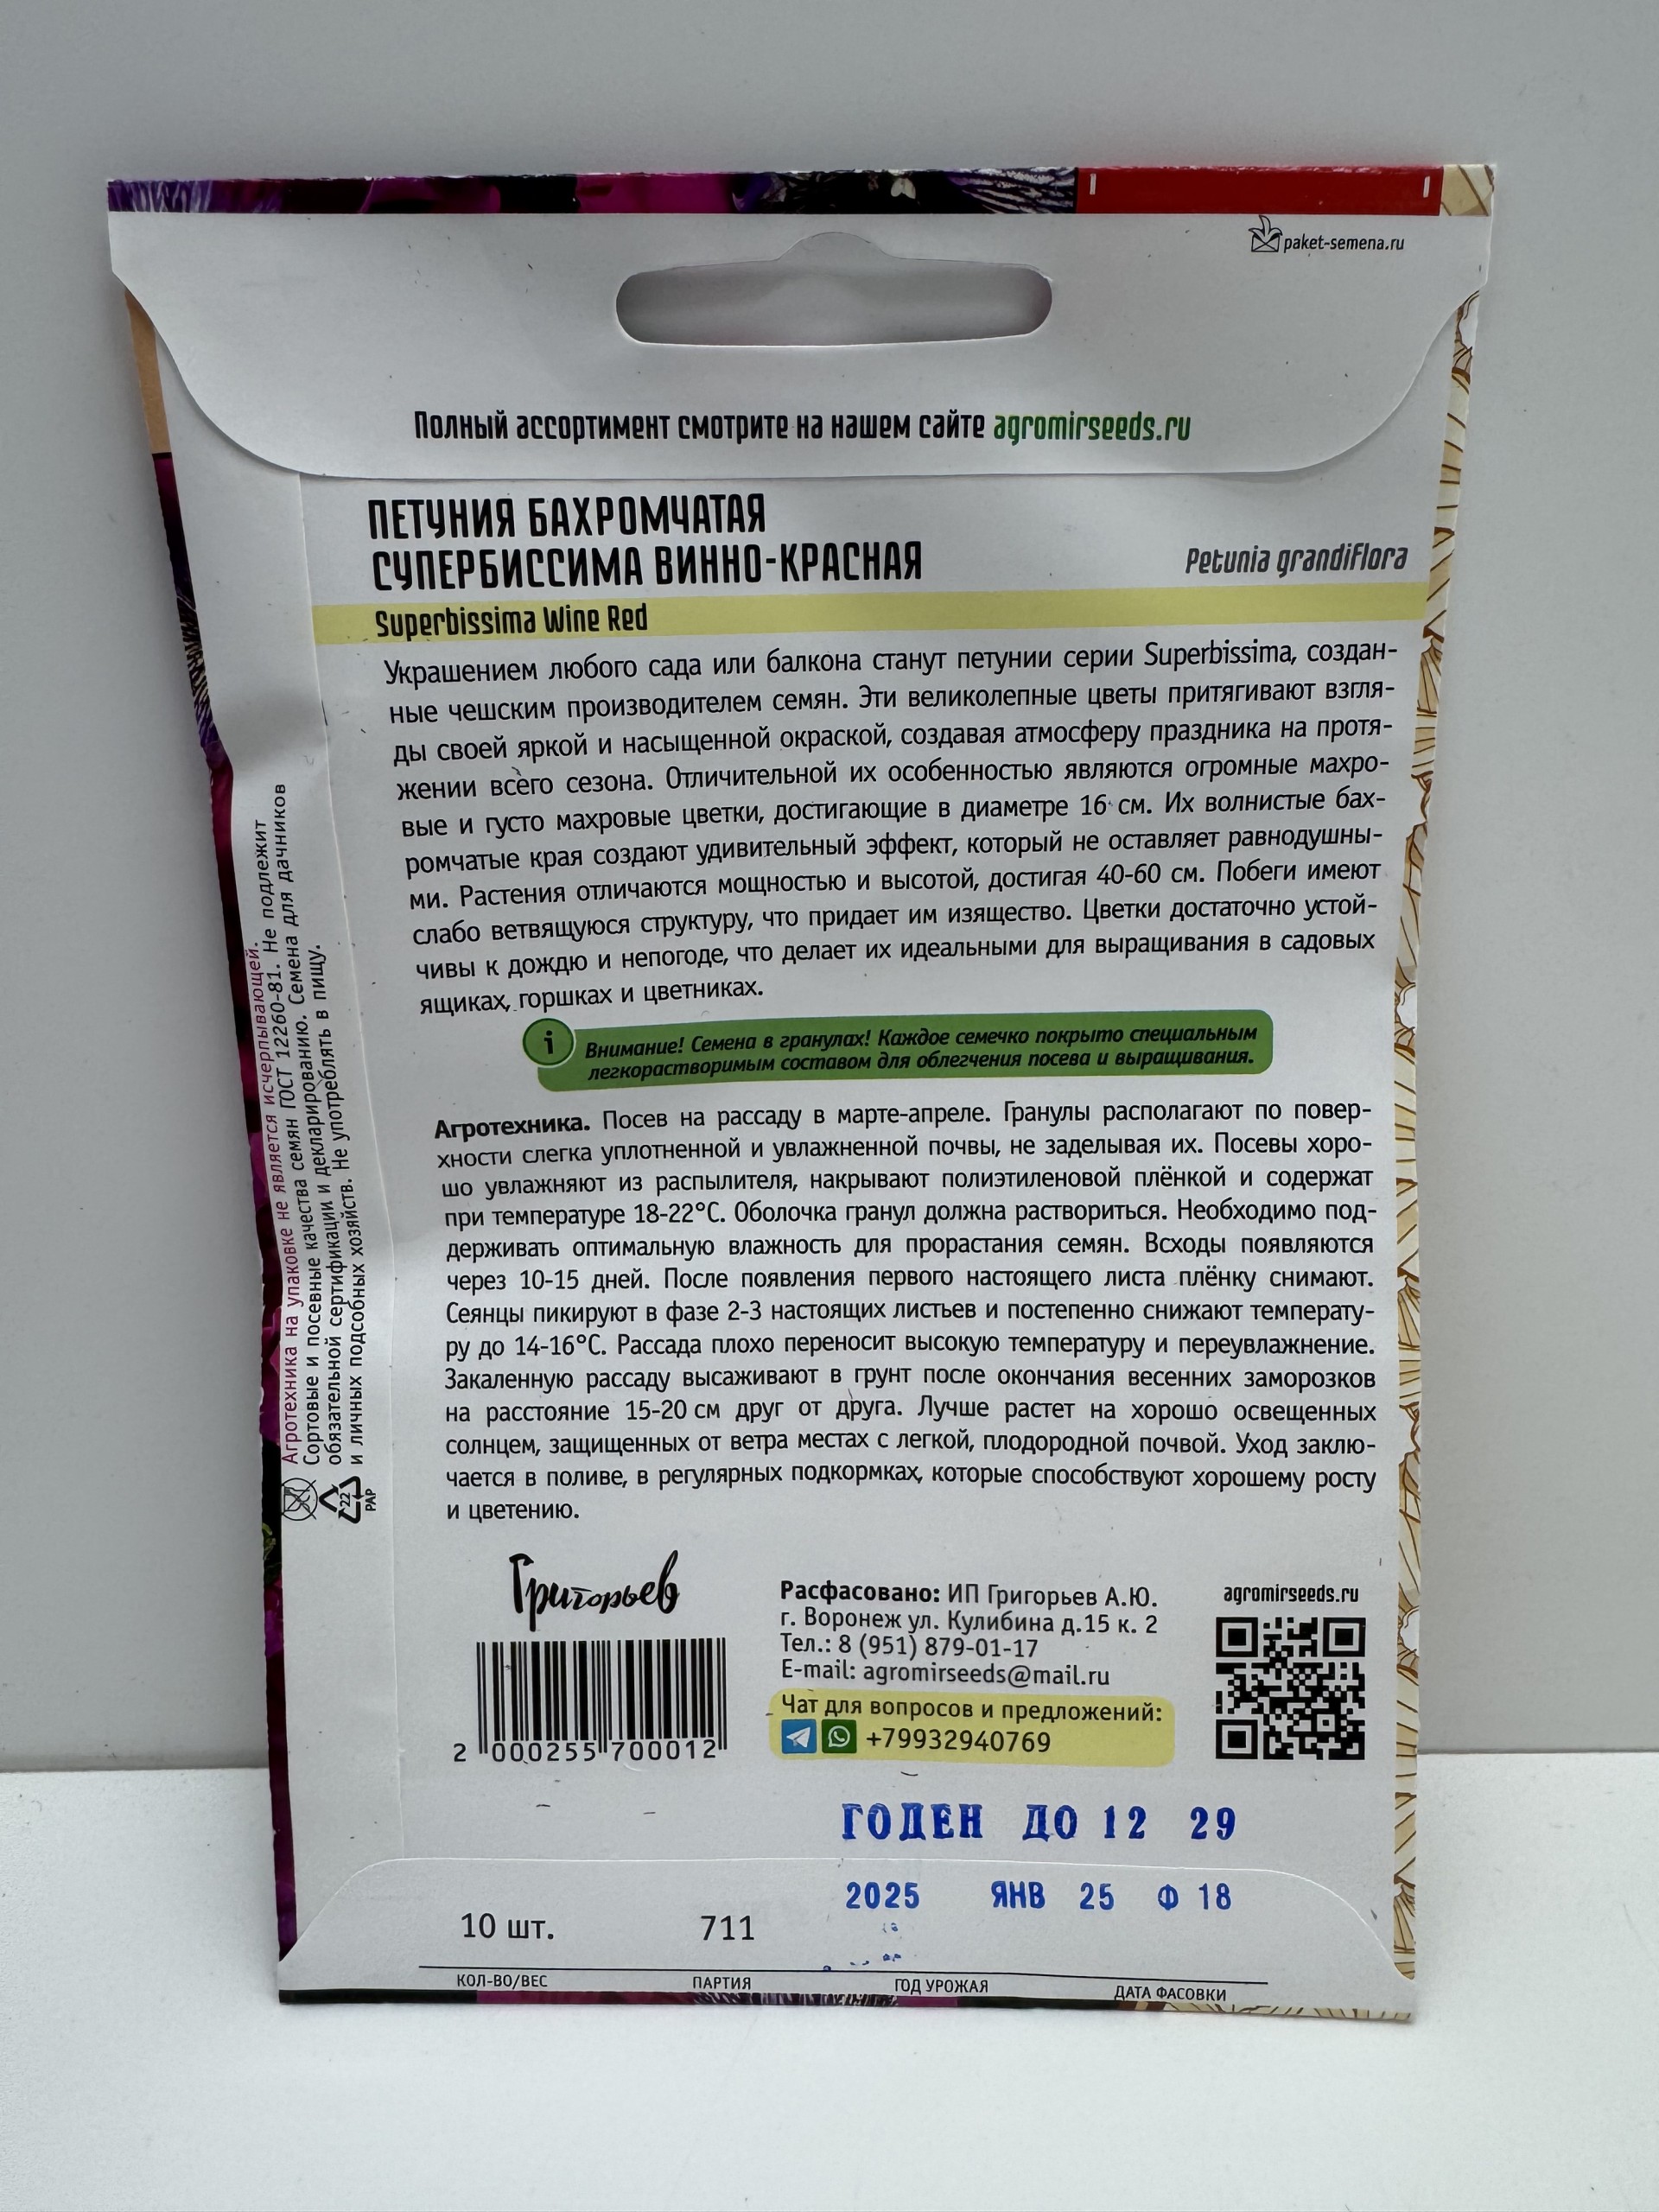 paket-semena.ru
Полный ассортимент смотрите на нашем сайте agromirseeds.ru
ПЕТУНИЯ БАХРОМЧАТАЯ
СУПЕРБИССИМА ВИННО-КРАСНАЯ
Petunia grandiflora
Superbissima Wine Red
Украшением любого сада или балкона станут петунии серии Superbissima, создан-
ные чешским производителем семян. Эти великолепные цветы притягивают взгля-
ды своей яркой и насыщенной окраской, создавая атмосферу праздника на протя-
жении всего сезона. Отличительной их особенностью являются огромные махро-
вые и густо махровые цветки, достигающие в диаметре 16 см. Их волнистые бах-
ромчатые края создают удивительный эффект, который не оставляет равнодушны-
ми. Растения отличаются мощностью и высотой, достигая 40-60 см. Побеги имеют
слабо ветвящуюся структуру, что придает им изящество. Цветки достаточно устой-
чивы к дождю и непогоде, что делает их идеальными для выращивания в садовых
ящиках, горшках и цветниках.
i
Внимание! Семена в гранулах! Каждое семечко покрыто специальным
легкорастворимым составом для облегчения посева и выращивания.
Агротехника. Посев на рассаду в марте-апреле. Гранулы располагают по повер-
хности слегка уплотненной и увлажненной почвы, не заделывая их. Посевы хоро-
шо увлажняют из распылителя, накрывают полиэтиленовой плёнкой и содержат
при температуре 18-22°С. Оболочка гранул должна раствориться. Необходимо под-
держивать оптимальную влажность для прорастания семян. Всходы появляются
через 10-15 дней. После появления первого настоящего листа плёнку снимают.
Сеянцы пикируют в фазе 2-3 настоящих листьев и постепенно снижают температу-
ру до 14-16°С. Рассада плохо переносит высокую температуру и переувлажнение.
Закаленную рассаду высаживают в грунт после окончания весенних заморозков
на расстояние 15-20 см друг от друга. Лучше растет на хорошо освещенных
солнцем, защищенных от ветра местах с легкой, плодородной почвой. Уход заклю-
чается в поливе, в регулярных подкормках, которые способствуют хорошему росту
и цветению.
Агротехника на упаковке не является исчерпывающей.
Сортовые и посевные качества семян ГОСТ 12260-81. Не подлежит
обязательной сертификации и декларированию. Семена для дачников
и личных подсобных хозяйств. Не употреблять в пищу.
22
PAP
Григорьев
2 000255 700012
Расфасовано: ИП Григорьев А.Ю.
г. Воронеж ул. Кулибина д.15 к. 2
Тел.: 8 (951) 879-01-17
E-mail: agromirseeds@mail.ru
Чат для вопросов и предложений:
+79932940769
agromirseeds.ru
ГОДЕН ДО 12 29
2025 ЯНВ 25 Ф 18
10 шт. 711
КОЛ-ВО/ВЕС ПАРТИЯ ГОД УРОЖАЯ ДАТА ФАСОВКИ